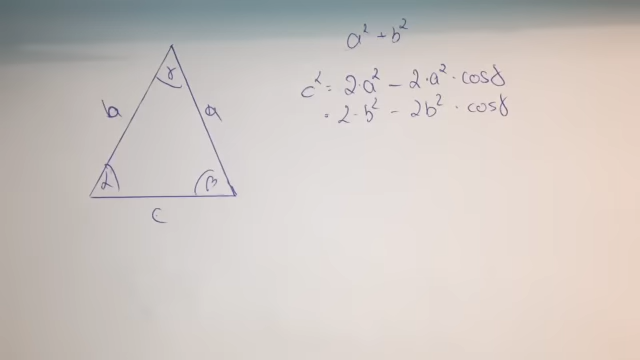 a² + b²
c² = 2·a² - 2·a²·cosγ
= 2·b² - 2b²·cosγ
γ
b
a
α
β
c